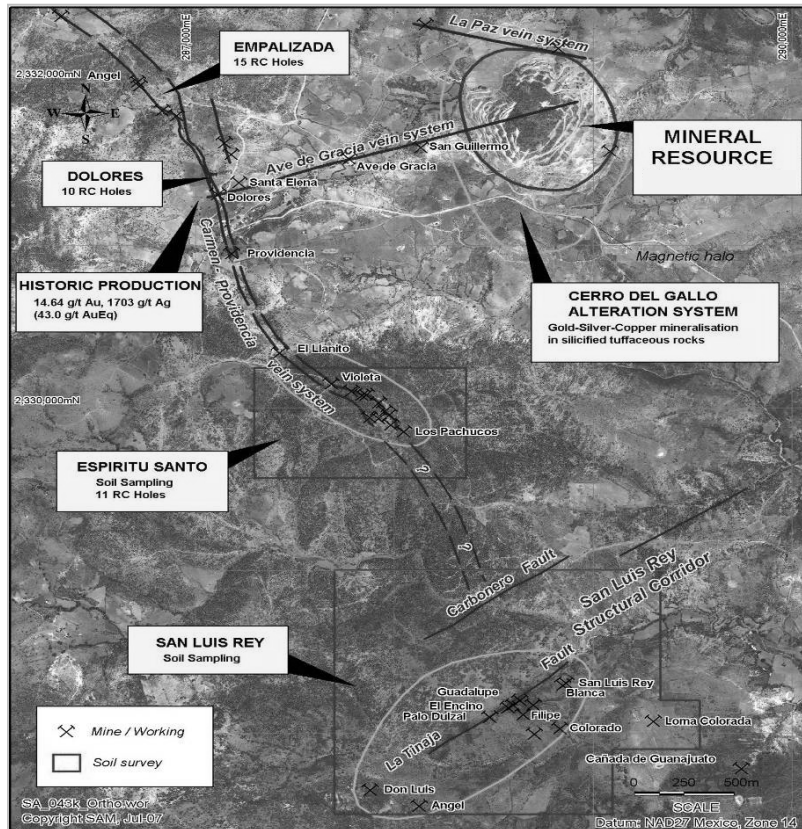 297,000mE
290,000mE
La Paz vein system
EMPALIZADA
15 RC Holes
2,332,000mN
Angel
N
W E
S
MINERAL
RESOURCE
Ave de Gracia vein system
San Guillermo
Ave de Gracia
DOLORES
10 RC Holes
Santa Elena
Dolores
Carmen - Providencia
vein system
Providencia
Magnetic halo
HISTORIC PRODUCTION
14.64 g/t Au, 1703 g/t Ag
(43.0 g/t AuEq)
CERRO DEL GALLO
ALTERATION SYSTEM
Gold-Silver-Copper mineralisation
in silicified tuffaceous rocks
El Llanito
Violeta
2,330,000mN
Los Pachucos
ESPIRITU SANTO
Soil Sampling
11 RC Holes
?
?
Carbonero Fault
San Luis Rey
Structural Corridor
SAN LUIS REY
Soil Sampling
La Tinaja Fault
San Luis Rey
Blanca
Guadalupe
El Encino
Palo Dulzal
Filipe
Colorado
Loma Colorada
Cañada de Guanajuato
Don Luis
Angel
Mine / Working
Soil survey
0 250 500m
SCALE
SA_043k_Ortho.wor
Copyright SAM, Jul-07
Datum: NAD27 Mexico, Zone 14